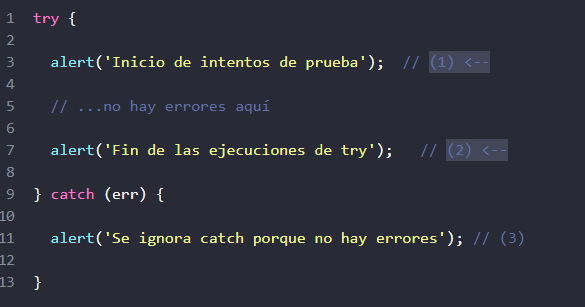 1 try {
2
3   alert('Inicio de intentos de prueba');  // (1) <--
4
5   // ...no hay errores aquí
6
7   alert('Fin de las ejecuciones de try');   // (2) <--
8
9 } catch (err) {
10
11   alert('Se ignora catch porque no hay errores'); // (3)
12
13 }